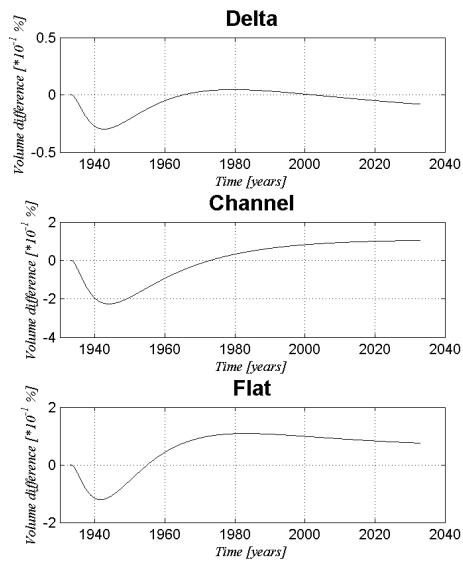 Delta
Volume difference [*10^-1 %]
0.5
0
-0.5
1940 1960 1980 2000 2020 2040
Time [years]
Channel
Volume difference [*10^-1 %]
2
0
-2
-4
1940 1960 1980 2000 2020 2040
Time [years]
Flat
Volume difference [*10^-1 %]
2
0
-2
1940 1960 1980 2000 2020 2040
Time [years]